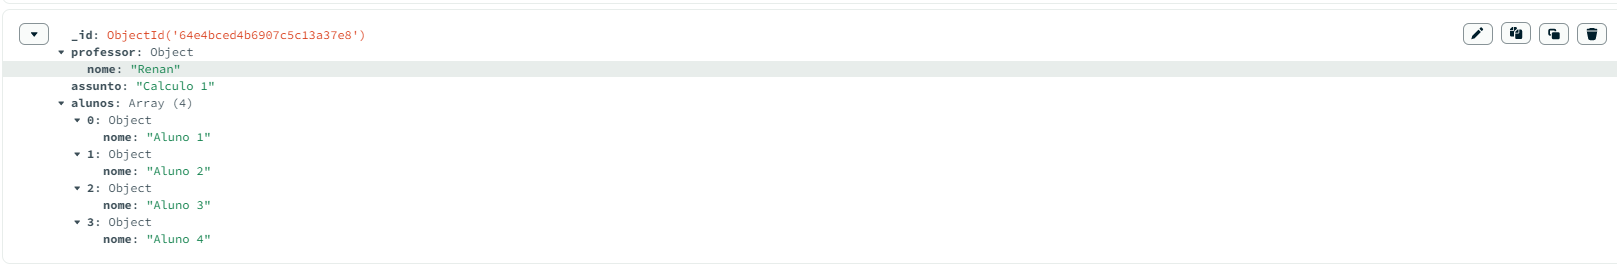 _id: ObjectId('64e4bced4b6907c5c13a37e8')
professor: Object
nome: "Renan"
assunto: "Calculo 1"
alunos: Array (4)
0: Object
nome: "Aluno 1"
1: Object
nome: "Aluno 2"
2: Object
nome: "Aluno 3"
3: Object
nome: "Aluno 4"